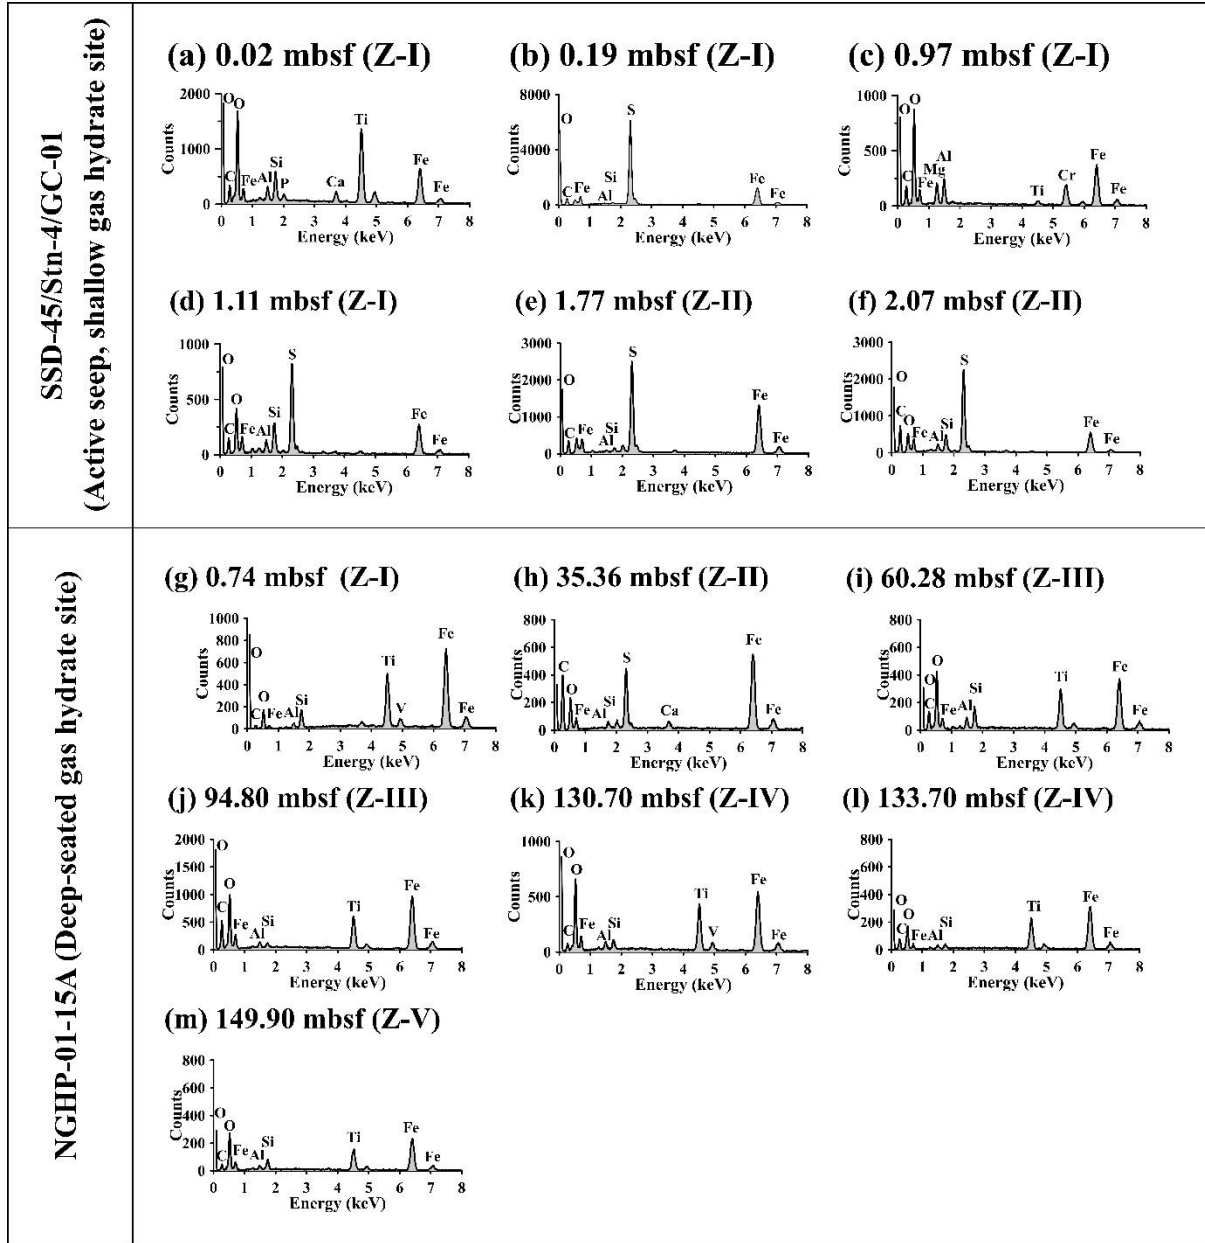 SSD-45/Stn-4/GC-01
(Active seep, shallow gas hydrate site)
(a) 0.02 mbsf (Z-I)
2000
1000
0
Counts
O O C Fe Al Si P Ca Ti Fe Fe
0 1 2 3 4 5 6 7 8
Energy (keV)
(b) 0.19 mbsf (Z-I)
8000
4000
0
Counts
O C Fe Al Si S Fe Fe
0 1 2 3 4 5 6 7 8
Energy (keV)
(c) 0.97 mbsf (Z-I)
1000
500
0
Counts
O O C Fe Mg Al Ti Cr Fe Fe
0 1 2 3 4 5 6 7 8
Energy (keV)
(d) 1.11 mbsf (Z-I)
1000
500
0
Counts
O C O Fe Al Si S Fe Fe
0 1 2 3 4 5 6 7 8
Energy (keV)
(e) 1.77 mbsf (Z-II)
3000
2000
1000
0
Counts
O C Fe Al Si S Fe Fe
0 1 2 3 4 5 6 7 8
Energy (keV)
(f) 2.07 mbsf (Z-II)
3000
2000
1000
0
Counts
O C O Fe Al Si S Fe Fe
0 1 2 3 4 5 6 7 8
Energy (keV)
NGHP-01-15A (Deep-seated gas hydrate site)
(g) 0.74 mbsf (Z-I)
1000
800
600
400
200
0
Counts
O C O Fe Al Si Ti V Fe Fe
0 1 2 3 4 5 6 7 8
Energy (keV)
(h) 35.36 mbsf (Z-II)
800
600
400
200
0
Counts
C O Fe Al Si S Ca Fe Fe
0 1 2 3 4 5 6 7 8
Energy (keV)
(i) 60.28 mbsf (Z-III)
800
600
400
200
0
Counts
O C O Fe Al Si Ti Fe Fe
0 1 2 3 4 5 6 7 8
Energy (keV)
(j) 94.80 mbsf (Z-III)
2000
1500
1000
500
0
Counts
O C O Fe Al Si Ti Fe Fe
0 1 2 3 4 5 6 7 8
Energy (keV)
(k) 130.70 mbsf (Z-IV)
1000
500
0
Counts
O C O Fe Al Si Ti V Fe Fe
0 1 2 3 4 5 6 7 8
Energy (keV)
(l) 133.70 mbsf (Z-IV)
800
600
400
200
0
Counts
O C O Fe Al Si Ti Fe Fe
0 1 2 3 4 5 6 7 8
Energy (keV)
(m) 149.90 mbsf (Z-V)
800
600
400
200
0
Counts
O C O Fe Al Si Ti Fe Fe
0 1 2 3 4 5 6 7 8
Energy (keV)